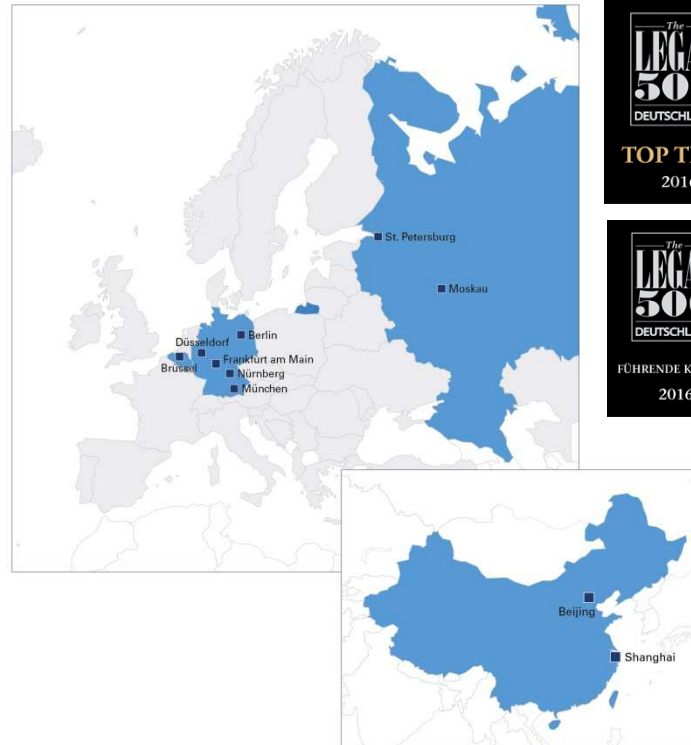 St. Petersburg
Moskau
Berlin
Düsseldorf
Brüssel
Frankfurt am Main
Nürnberg
München
The
LEGA
50
DEUTSCHL
TOP T
2016
The
LEGA
500
DEUTSCHL
FÜHRENDE K
2016
Beijing
Shanghai